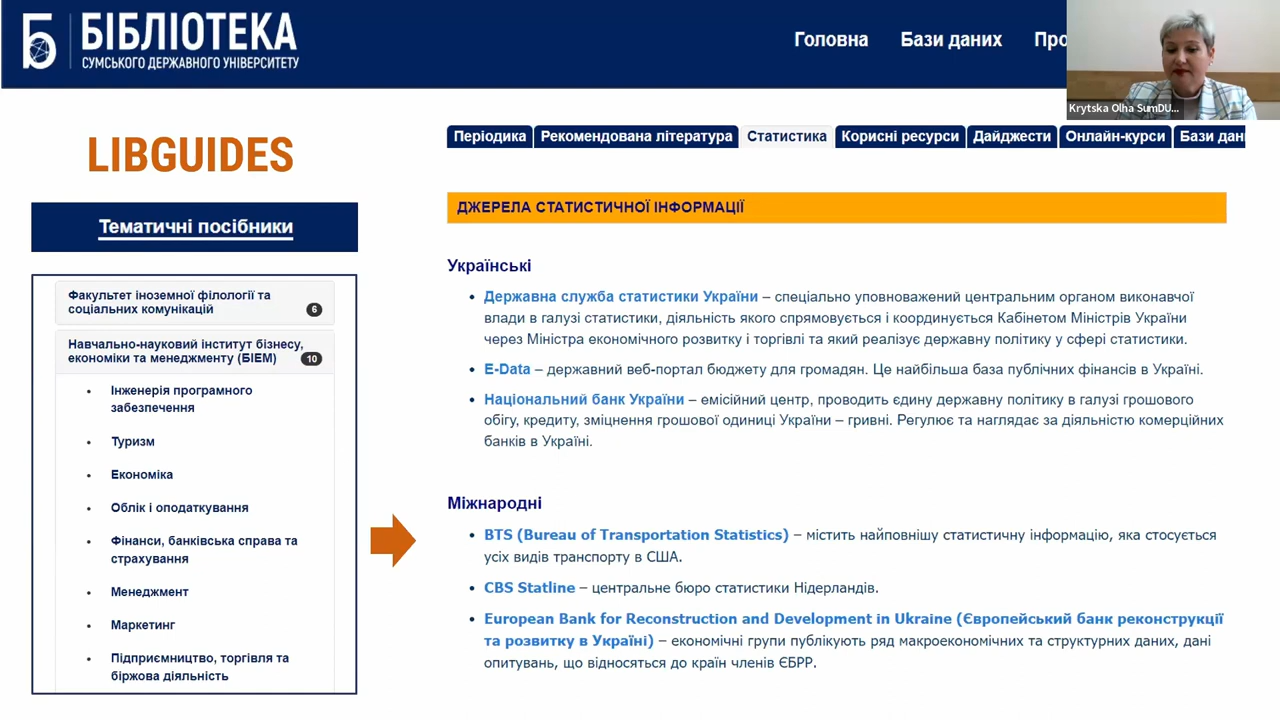 БІБЛІОТЕКА
СУМСЬКОГО ДЕРЖАВНОГО УНІВЕРСИТЕТУ
Головна
Бази даних
Про
Krytska Olha SumDU...
LIBGUIDES
Тематичні посібники
Факультет іноземної філології та
соціальних комунікацій
6
Навчально-науковий інститут бізнесу,
економіки та менеджменту (БІЕМ)
10
• Інженерія програмного
забезпечення
• Туризм
• Економіка
• Облік і оподаткування
• Фінанси, банківська справа та
страхування
• Менеджмент
• Маркетинг
• Підприємництво, торгівля та
біржова діяльність
Періодика
Рекомендована література
Статистика
Корисні ресурси
Дайджести
Онлайн-курси
Бази дан
ДЖЕРЕЛА СТАТИСТИЧНОЇ ІНФОРМАЦІЇ
Українські
• Державна служба статистики України – спеціально уповноважений центральним органом виконавчої
влади в галузі статистики, діяльність якого спрямовується і координується Кабінетом Міністрів України
через Міністра економічного розвитку і торгівлі та який реалізує державну політику у сфері статистики.
• E-Data – державний веб-портал бюджету для громадян. Це найбільша база публічних фінансів в Україні.
• Національний банк України – емісійний центр, проводить єдину державну політику в галузі грошового
обігу, кредиту, зміцнення грошової одиниці України – гривні. Регулює та наглядає за діяльністю комерційних
банків в Україні.
Міжнародні
• BTS (Bureau of Transportation Statistics) – містить найповнішу статистичну інформацію, яка стосується
усіх видів транспорту в США.
• CBS Statline – центральне бюро статистики Нідерландів.
• European Bank for Reconstruction and Development in Ukraine (Європейський банк реконструкції
та розвитку в Україні) – економічні групи публікують ряд макроекономічних та структурних даних, дані
опитувань, що відносяться до країн членів ЄБРР.